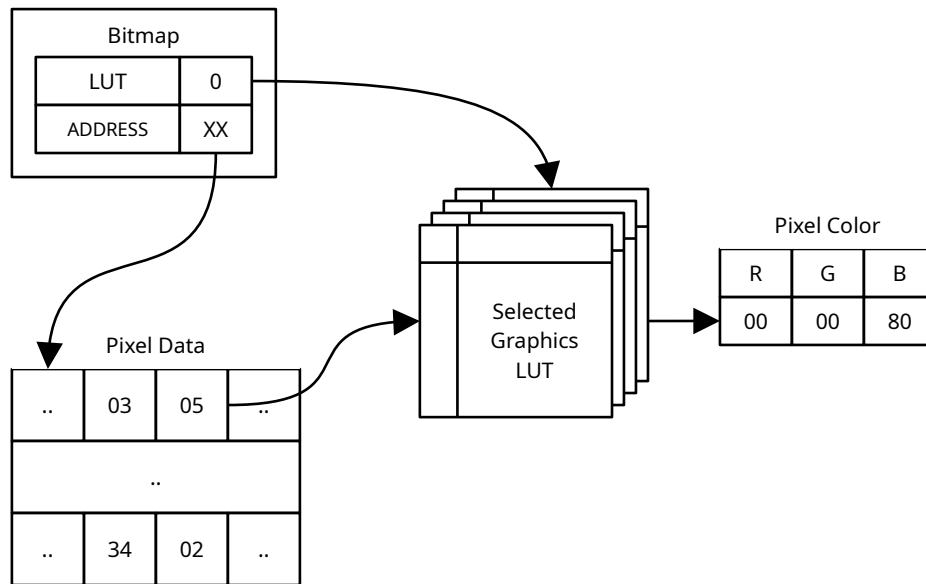 Bitmap
LUT 0
ADDRESS XX
Pixel Color
R G B
00 00 80
Selected
Graphics
LUT
Pixel Data
.. 03 05 ..
..
.. 34 02 ..